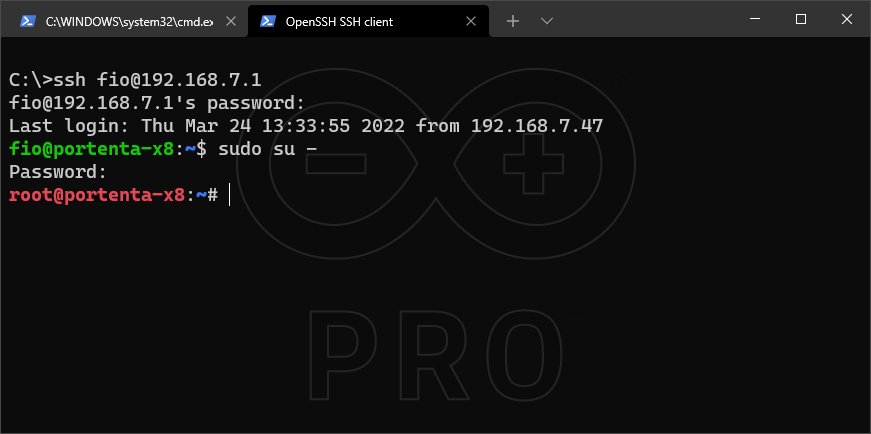 C:\WINDOWS\system32\cmd.ex
OpenSSH SSH client
C:\>ssh fio@192.168.7.1
fio@192.168.7.1's password:
Last login: Thu Mar 24 13:33:55 2022 from 192.168.7.47
fio@portenta-x8:~$ sudo su -
Password:
root@portenta-x8:~#
PRO